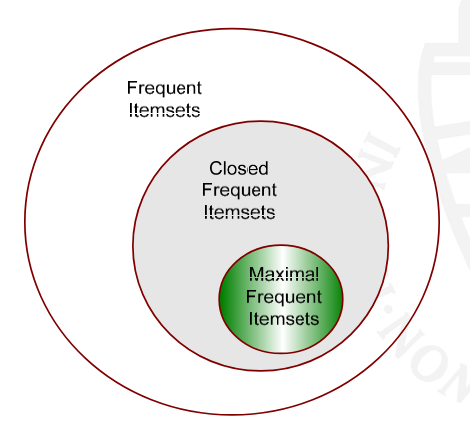 Frequent
Itemsets
Closed
Frequent
Itemsets
Maximal
Frequent
Itemsets